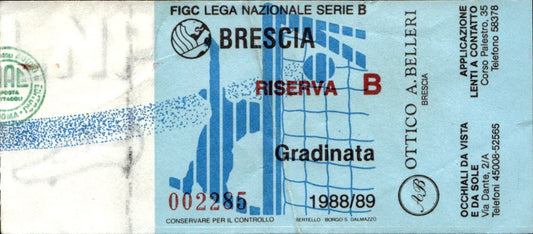 FIGC LEGA NAZIONALE SERIE B
BRESCIA
RISERVA B
Gradinata
002285
1988/89
CONSERVARE PER IL CONTROLLO
BERTELLO - BORGO S. DALMAZZO
OTTICO A. BELLERI
BRESCIA
AB
APPLICAZIONE
LENTI A CONTATTO
Corso Palestro, 35
Telefono 58378
OCCHIALI DA VISTA
E DA SOLE
Via Dante, 2/A
Telefoni 45008-52565